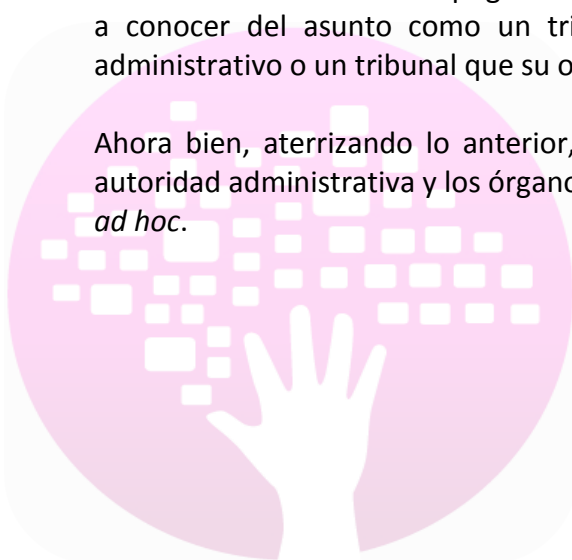 a conocer del asunto como un tri
administrativo o un tribunal que su o
Ahora bien, aterrizando lo anterior,
autoridad administrativa y los órgano
ad hoc.